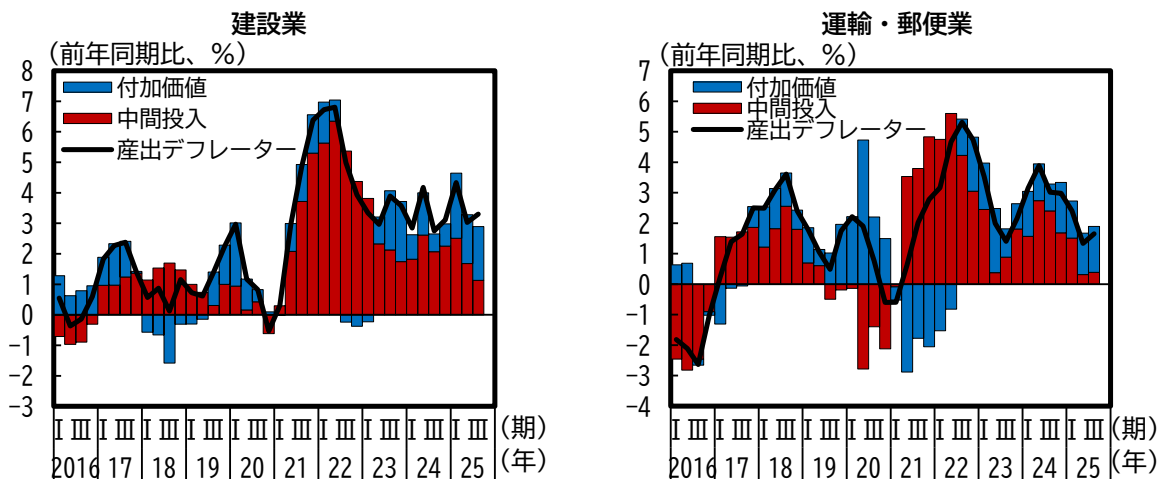 建設業
(前年同期比、%)
8
7
6
5
4
3
2
1
0
−1
−2
−3
付加価値
中間投入
産出デフレーター
Ⅰ Ⅲ Ⅰ Ⅲ Ⅰ Ⅲ Ⅰ Ⅲ Ⅰ Ⅲ Ⅰ Ⅲ Ⅰ Ⅲ Ⅰ Ⅲ Ⅰ Ⅲ Ⅰ Ⅲ (期)
2016 17 18 19 20 21 22 23 24 25 (年)
運輸・郵便業
(前年同期比、%)
7
6
5
4
3
2
1
0
−1
−2
−3
−4
付加価値
中間投入
産出デフレーター
Ⅰ Ⅲ Ⅰ Ⅲ Ⅰ Ⅲ Ⅰ Ⅲ Ⅰ Ⅲ Ⅰ Ⅲ Ⅰ Ⅲ Ⅰ Ⅲ Ⅰ Ⅲ Ⅰ Ⅲ (期)
2016 17 18 19 20 21 22 23 24 25 (年)